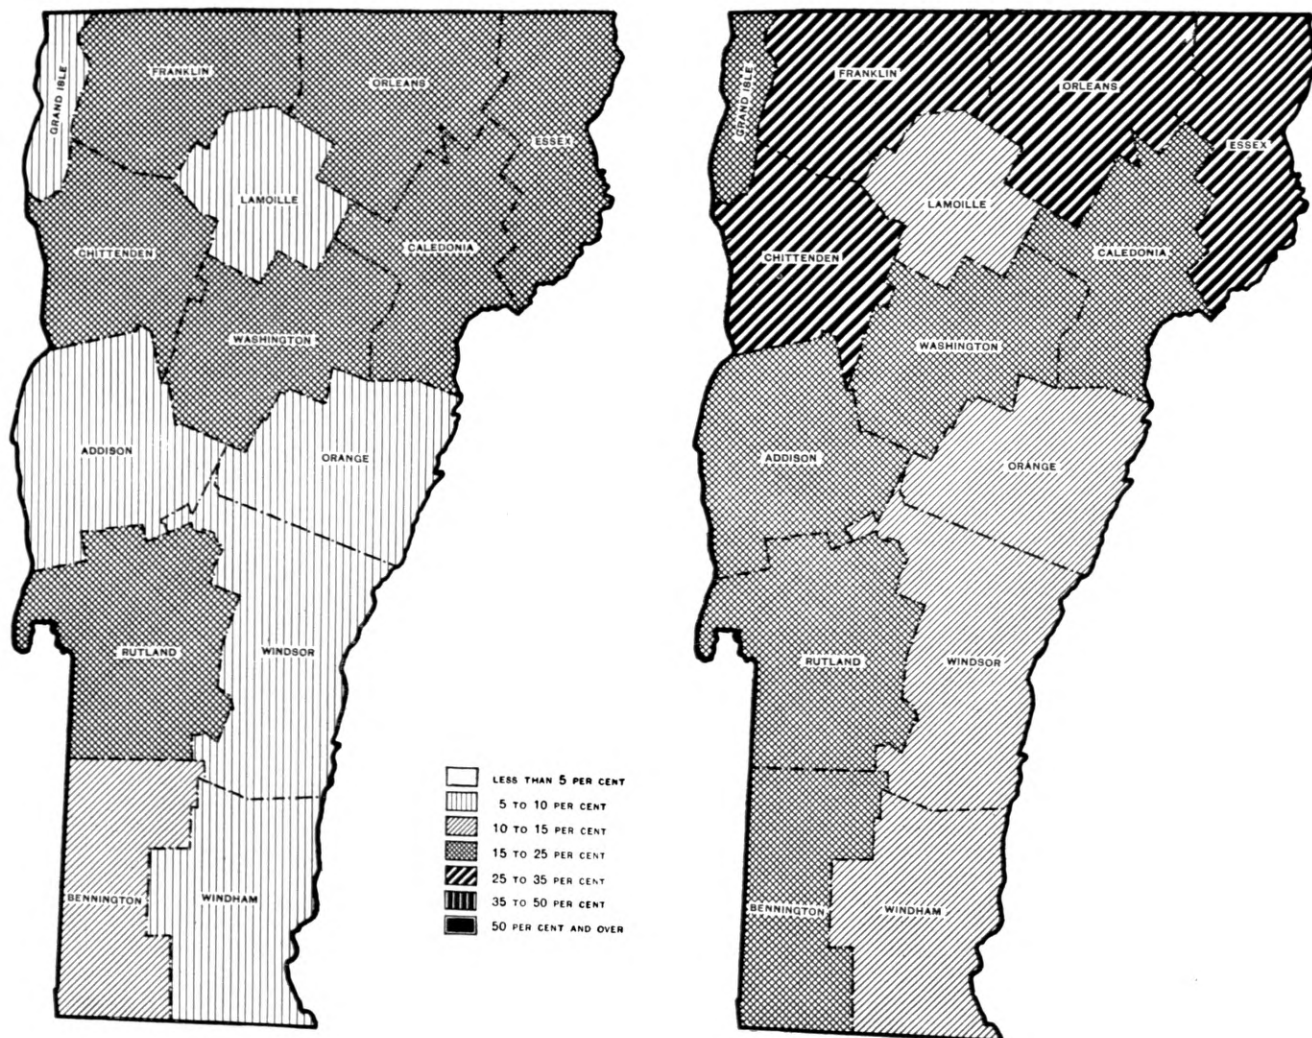 FRANKLIN
ORLEANS
GRAND ISLE
ESSEX
LAMOILLE
CHITTENDEN
CALEDONIA
WASHINGTON
ADDISON
ORANGE
RUTLAND
WINDSOR
BENNINGTON
WINDHAM
LESS THAN 5 PER CENT
5 TO 10 PER CENT
10 TO 15 PER CENT
15 TO 25 PER CENT
25 TO 35 PER CENT
35 TO 50 PER CENT
50 PER CENT AND OVER
FRANKLIN
ORLEANS
GRAND ISLE
ESSEX
LAMOILLE
CALEDONIA
CHITTENDEN
WASHINGTON
ADDISON
ORANGE
RUTLAND
WINDSOR
BENNINGTON
WINDHAM